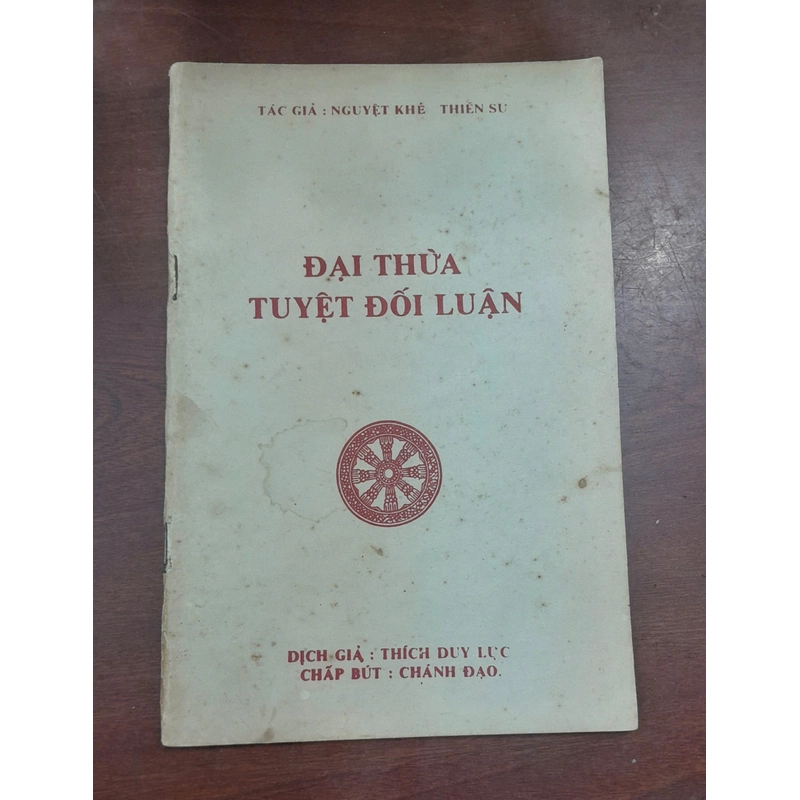 TÁC GIẢ : NGUYỆT KHÊ THIỀN SƯ
ĐẠI THỪA
TUYỆT ĐỐI LUẬN
DỊCH GIẢ : THÍCH DUY LỰC
CHẤP BÚT : CHÁNH ĐẠO.